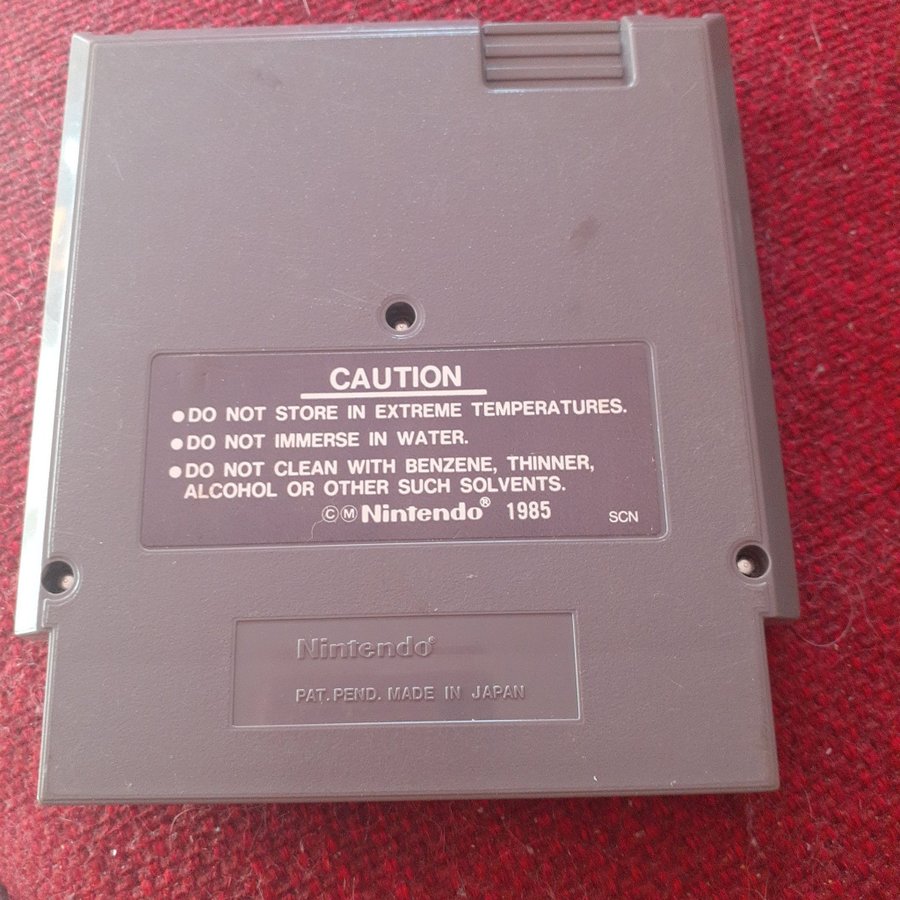 CAUTION
●DO NOT STORE IN EXTREME TEMPERATURES.
●DO NOT IMMERSE IN WATER.
●DO NOT CLEAN WITH BENZENE, THINNER,
ALCOHOL OR OTHER SUCH SOLVENTS.
©ⓂNintendo® 1985 SCN
Nintendo®
PAT. PEND. MADE IN JAPAN